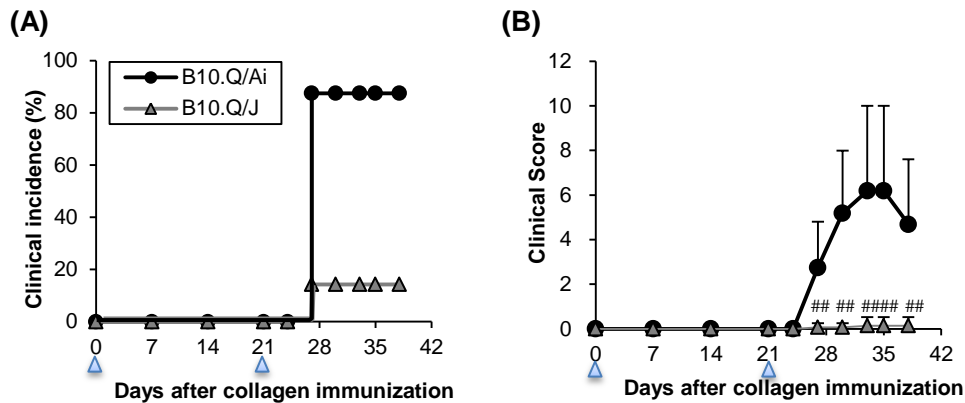 (A)
Clinical incidence (%)
100
80
60
40
20
0
B10.Q/Ai
B10.Q/J
0 7 14 21 28 35 42
Days after collagen immunization
(B)
Clinical Score
12
10
8
6
4
2
0
## ## #### ##
0 7 14 21 28 35 42
Days after collagen immunization